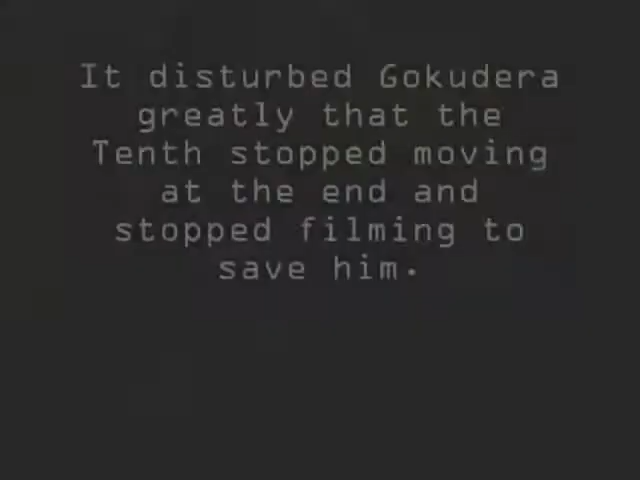 It disturbed Gokudera
greatly that the
Tenth stopped moving
at the end and
stopped filming to
save him.